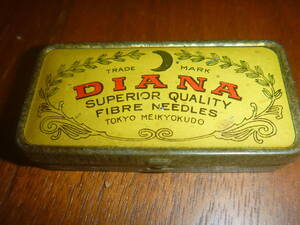 TRADE MARK
DIANA
SUPERIOR QUALITY
FIBRE NEEDLES
TOKYO MEIKYOKUDO